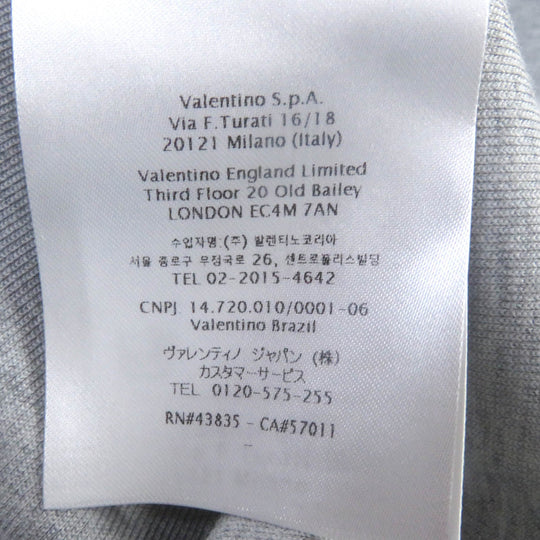 Valentino S.p.A.
Via F.Turati 16/18
20121 Milano (Italy)
Valentino England Limited
Third Floor 20 Old Bailey
LONDON EC4M 7AN
수입자명:(주) 발렌티노코리아
서울 종로구 우정국로 26, 센트로폴리스빌딩
TEL 02-2015-4642
CNPJ 14.720.010/0001-06
Valentino Brazil
ヴァレンティノ ジャパン (株)
カスタマーサービス
TEL 0120-575-255
RN#43835 - CA#57011
-